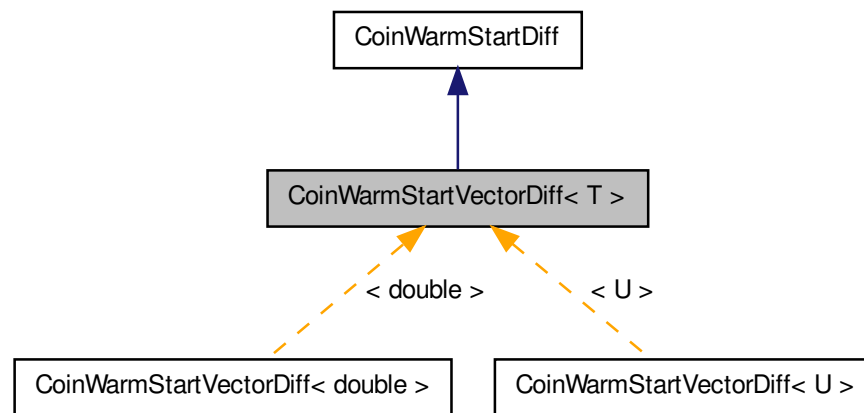 CoinWarmStartDiff
CoinWarmStartVectorDiff< T >
< double >
< U >
CoinWarmStartVectorDiff< double >
CoinWarmStartVectorDiff< U >